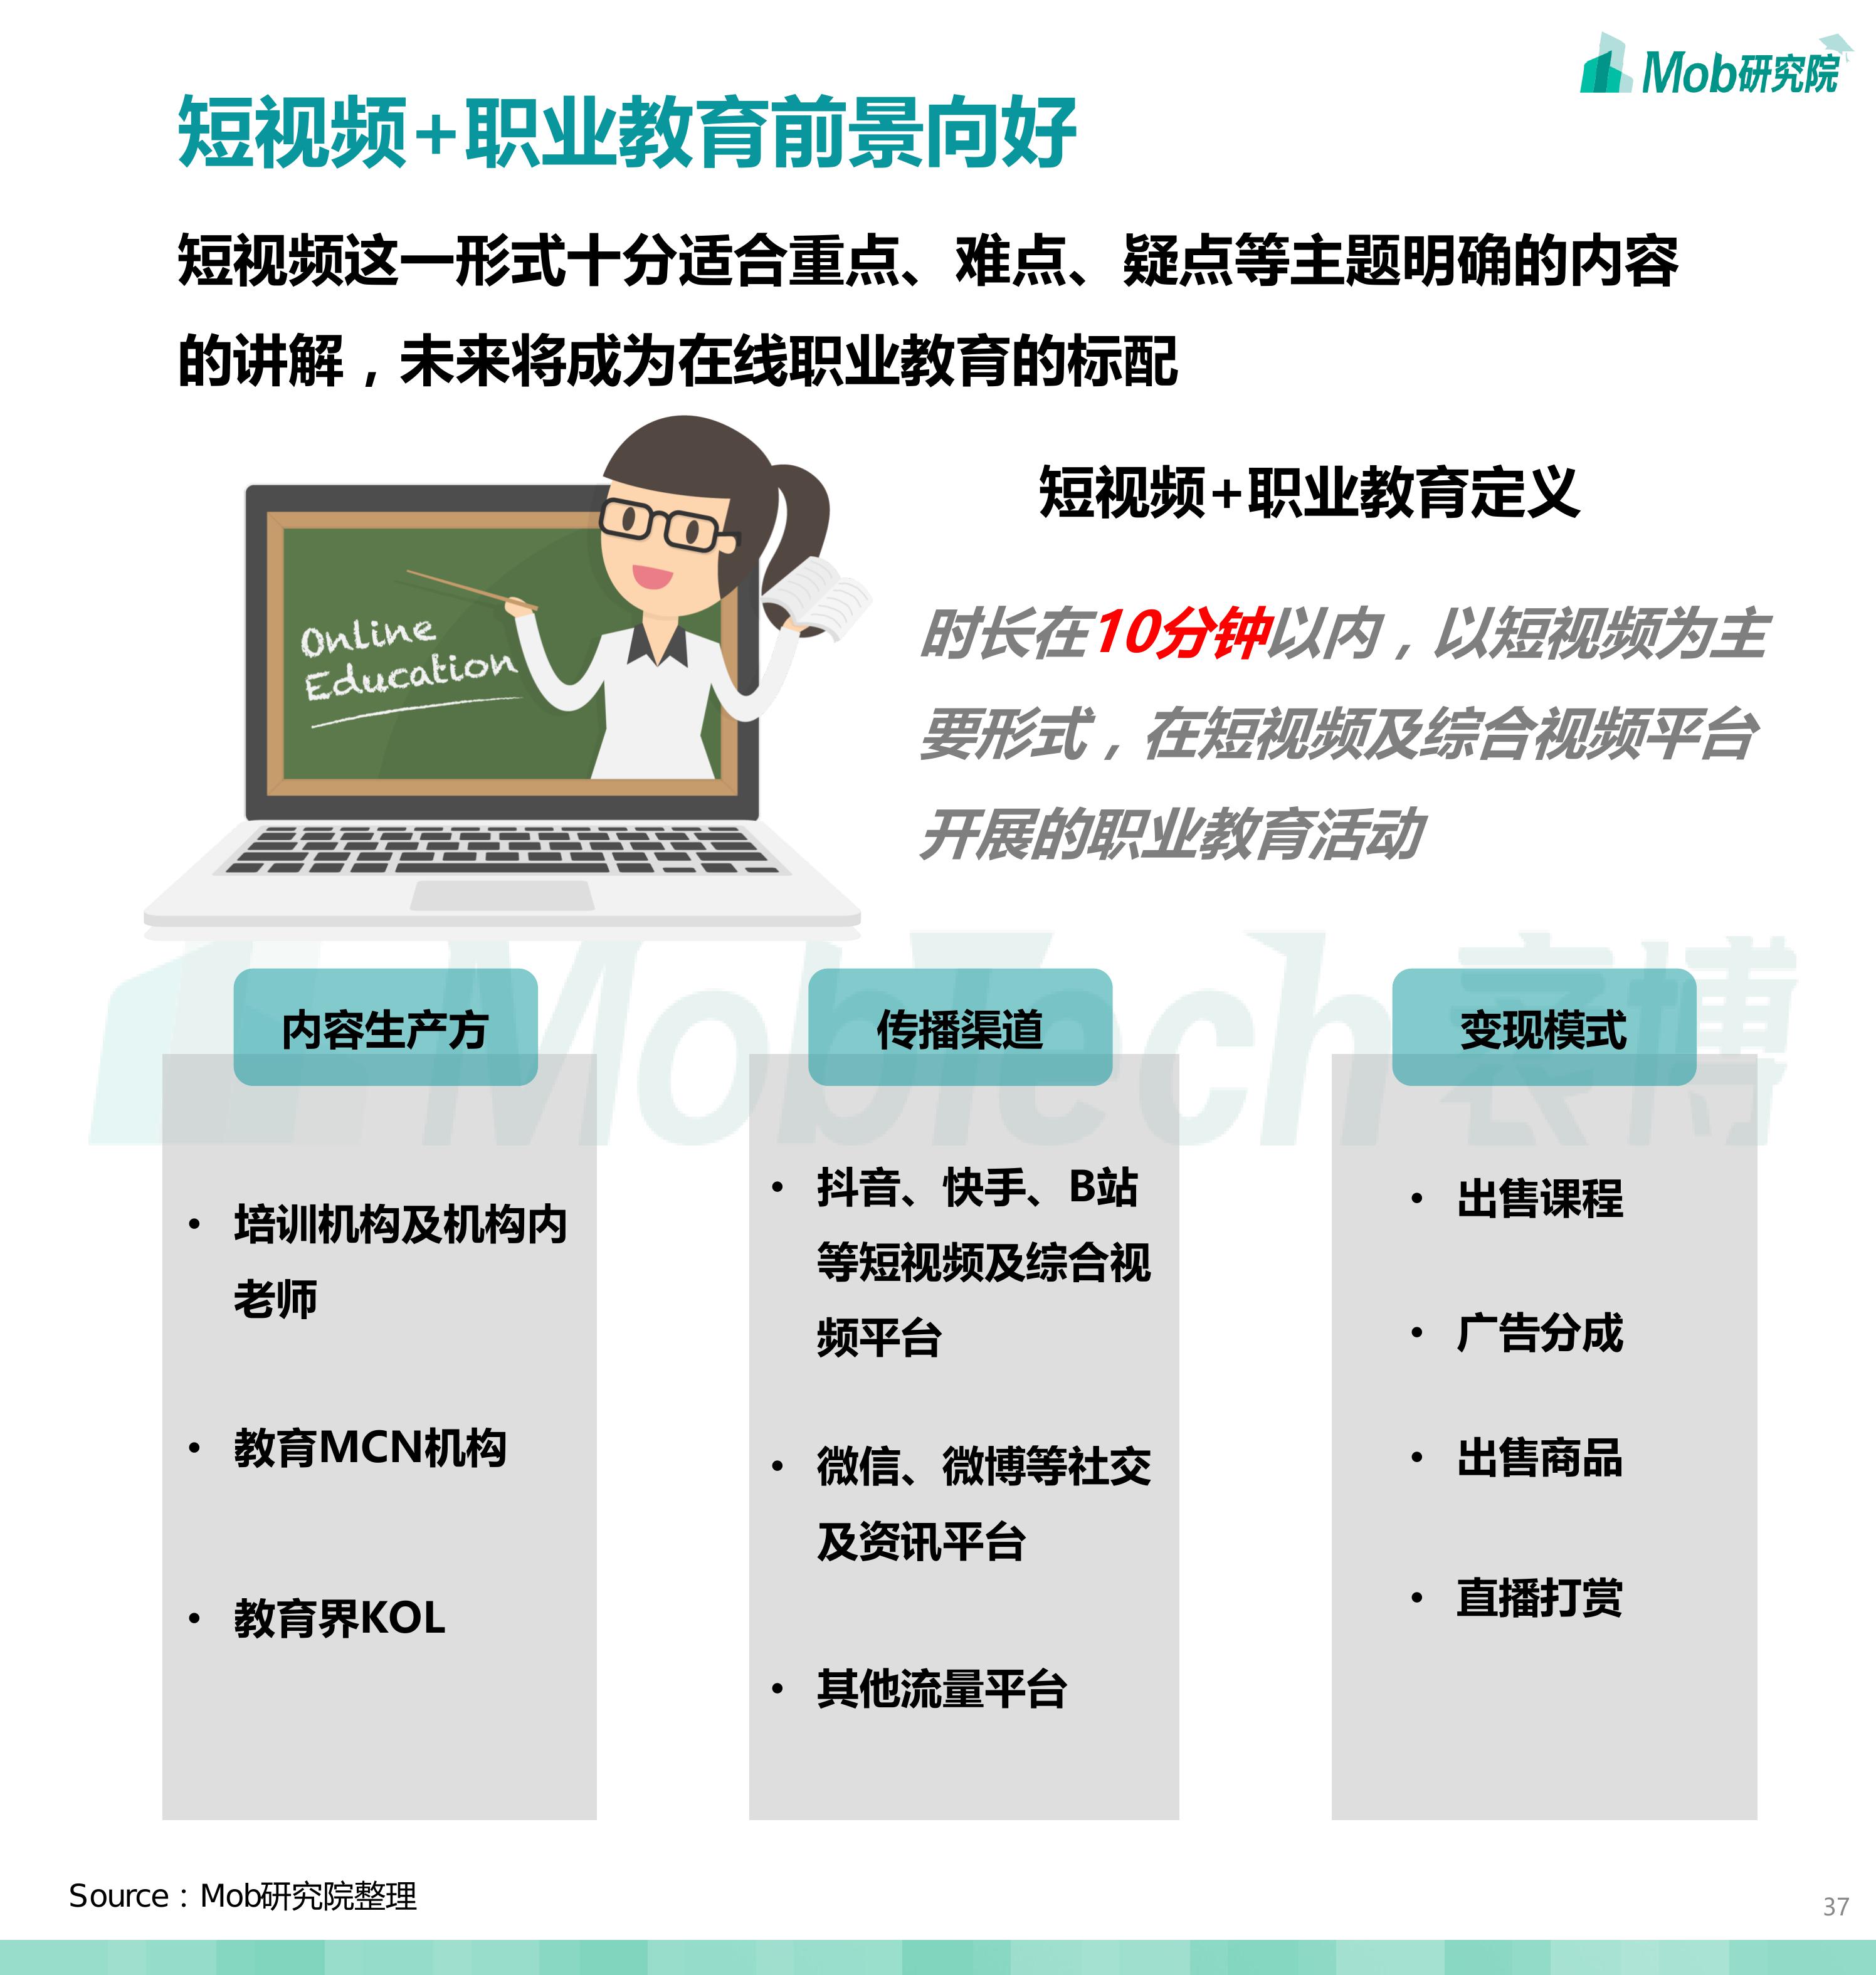 Mob研究院
短视频+职业教育前景向好
短视频这一形式十分适合重点、难点、疑点等主题明确的内容
的讲解，未来将成为在线职业教育的标配
Online
Education
短视频+职业教育定义
时长在10分钟以内，以短视频为主
要形式，在短视频及综合视频平台
开展的职业教育活动
MobTech 袤博
内容生产方
• 培训机构及机构内
老师
• 教育MCN机构
• 教育界KOL
传播渠道
• 抖音、快手、B站
等短视频及综合视
频平台
• 微信、微博等社交
及资讯平台
• 其他流量平台
变现模式
• 出售课程
• 广告分成
• 出售商品
• 直播打赏
Source：Mob研究院整理
37